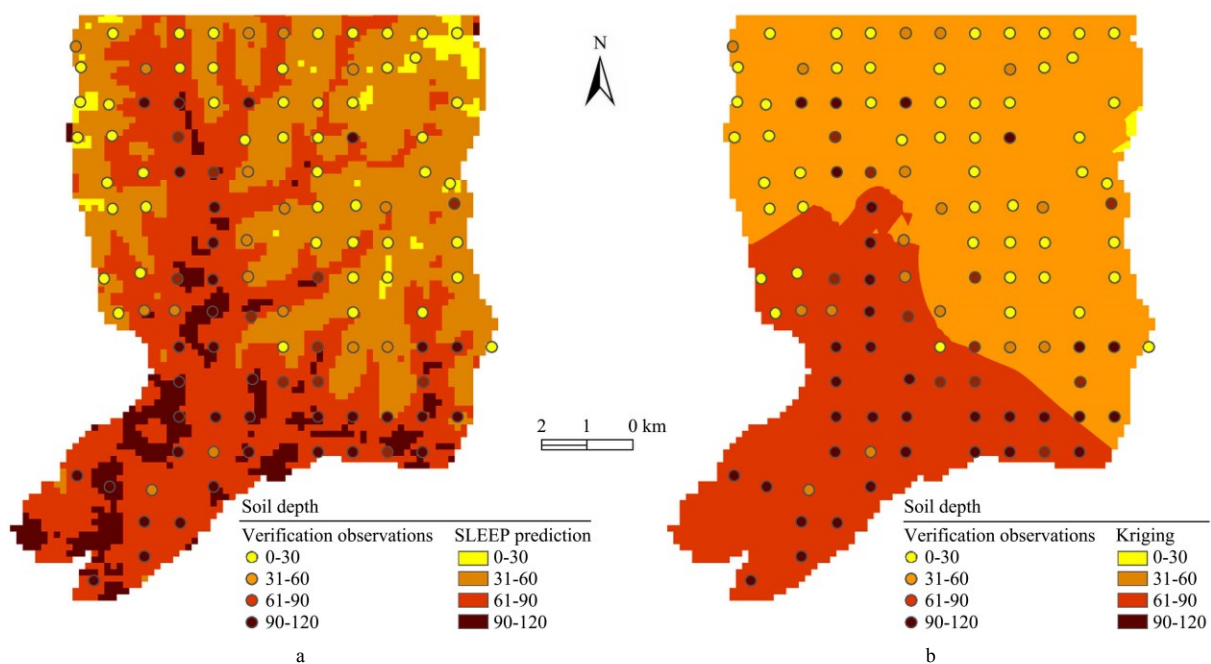 N
2 1 0 km
Soil depth
Verification observations SLEEP prediction
0-30 0-30
31-60 31-60
61-90 61-90
90-120 90-120
a
Soil depth
Verification observations Kriging
0-30 0-30
31-60 31-60
61-90 61-90
90-120 90-120
b